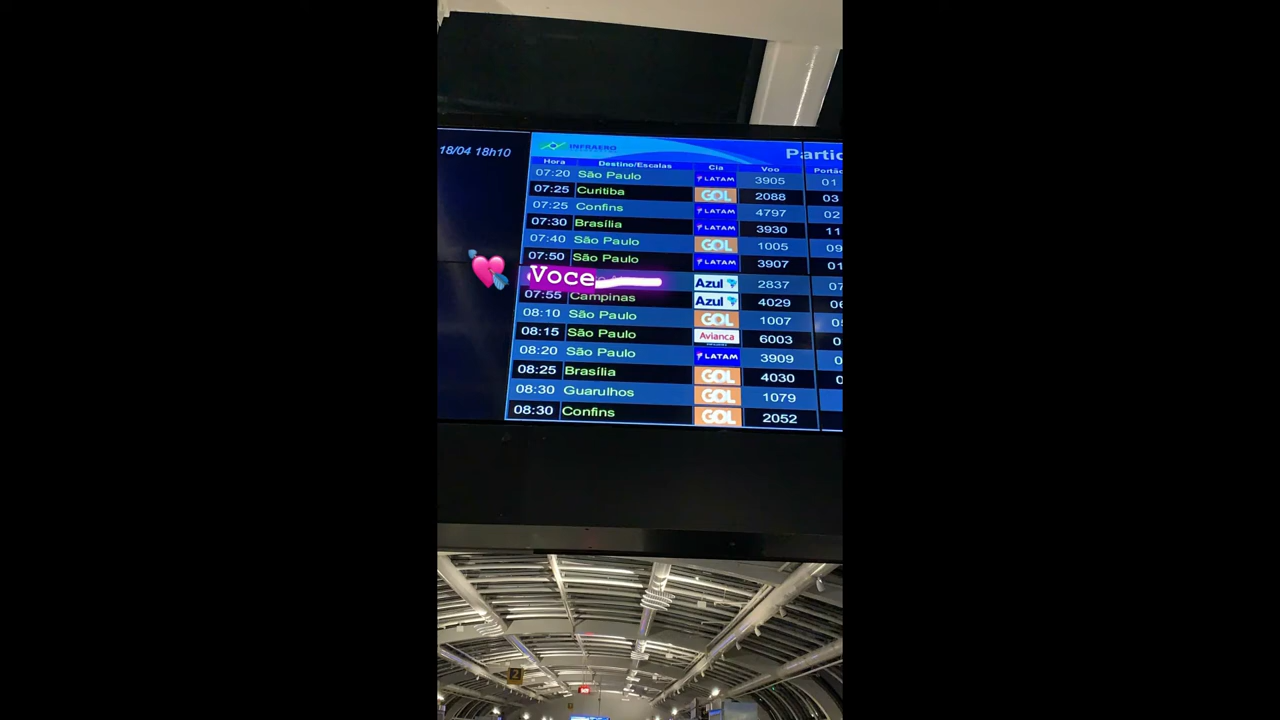 18/04 18h10
INFRAERO
Partic
Hora Destino/Escalas Cia Voo Portão
07:20 São Paulo LATAM 3905 01
07:25 Curitiba GOL 2088 03
07:25 Confins LATAM 4797 02
07:30 Brasília LATAM 3930 11
07:40 São Paulo GOL 1005 09
07:50 São Paulo LATAM 3907 01
Voce Azul 2837 07
07:55 Campinas Azul 4029
08:10 São Paulo GOL 1007
08:15 São Paulo Avianca 6003
08:20 São Paulo LATAM 3909
08:25 Brasília GOL 4030
08:30 Guarulhos GOL 1079
08:30 Confins GOL 2052
2